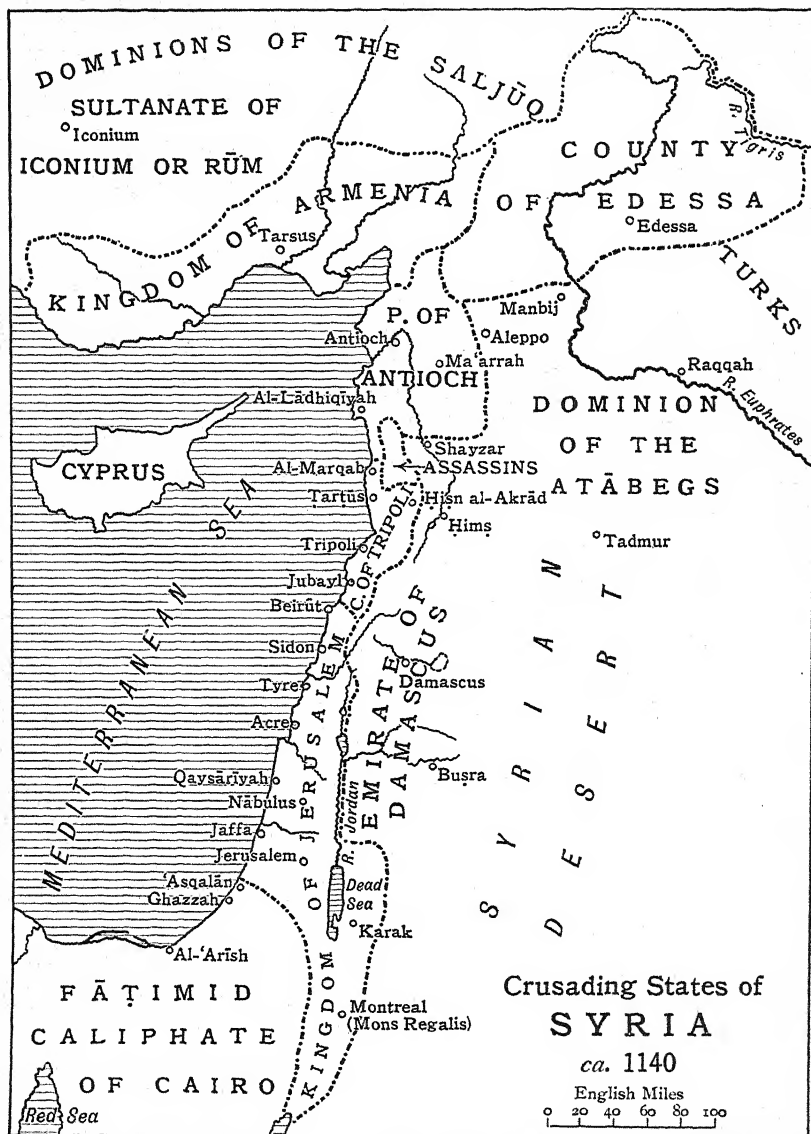 DOMINIONS OF THE SALJŪQ
SULTANATE OF
Iconium
ICONIUM OR RŪM
R. Tigris
COUNTY
OF EDESSA
Edessa
KINGDOM OF ARMENIA
Tarsus
TURKS
Manbij
P. OF
Antioch
Aleppo
Ma'arrah
ANTIOCH
Raqqah
R. Euphrates
Al-Lādhiqīyah
DOMINION
OF THE
ATĀBEGS
Shayzar
CYPRUS
Al-Marqab
ASSASSINS
Ṭarṭūs
Ḥiṣn al-Akrād
Ḥimṣ
C. OF TRIPOLI
Tadmur
Tripoli
Jubayl
Beirūt
MEDITERRANEAN SEA
Sidon
EMIRATE OF
DAMASCUS
Damascus
Tyre
Acre
SYRIAN
DESERT
Buṣra
Qaysārīyah
Nābulus
R. Jordan
Jaffa
Jerusalem
KINGDOM OF JERUSALEM
'Asqalān
Ghazzah
Dead
Sea
Karak
Al-'Arīsh
FĀṬIMID
CALIPHATE
OF CAIRO
Montreal
(Mons Regalis)
Red Sea
Crusading States of
SYRIA
ca. 1140
English Miles
0 20 40 60 80 100